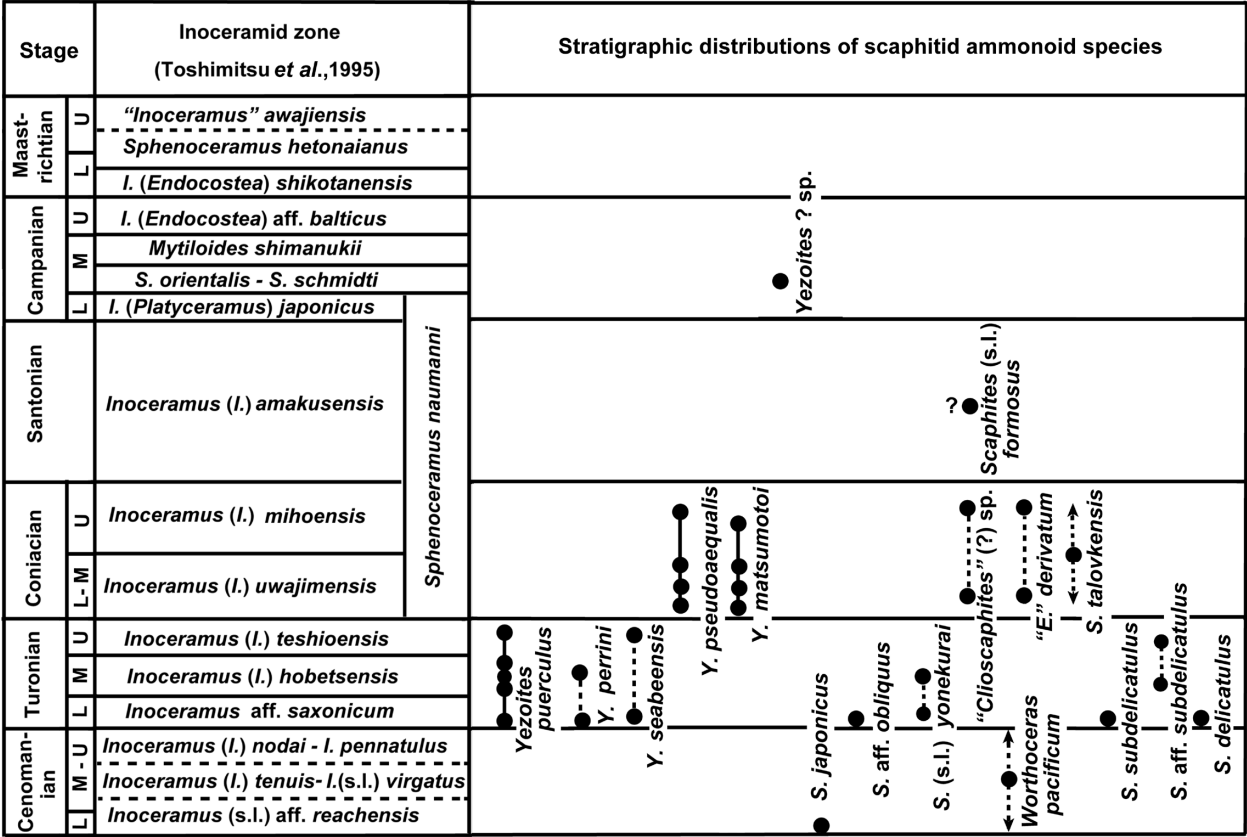 Stage
Inoceramid zone
(Toshimitsu et al.,1995)
Stratigraphic distributions of scaphitid ammonoid species
Maast-
richtian
U
L
“Inoceramus” awajiensis
Sphenoceramus hetonaianus
I. (Endocostea) shikotanensis
Campanian
U
M
L
I. (Endocostea) aff. balticus
Mytiloides shimanukii
S. orientalis - S. schmidti
I. (Platyceramus) japonicus
Sphenoceramus naumanni
Yezoites ? sp.
Santonian
Inoceramus (I.) amakusensis
?
Scaphites (s.l.)
formosus
Coniacian
U
L- M
Inoceramus (I.) mihoensis
Inoceramus (I.) uwajimensis
Y. pseudoaequalis
Y. matsumotoi
“Clioscaphites” (?) sp.
“E.” derivatum
S. talovkensis
Turonian
U
M
L
Inoceramus (I.) teshioensis
Inoceramus (I.) hobetsensis
Inoceramus aff. saxonicum
Yezoites
puerculus
Y. perrini
Y. seabeensis
S. japonicus
S. aff. obliquus
S. (s.l.) yonekurai
Worthoceras
pacificum
S. subdelicatulus
S. aff. subdelicatulus
S. delicatulus
Cenoman-
ian
M - U
L
Inoceramus (I.) nodai - I. pennatulus
Inoceramus (I.) tenuis- I.(s.l.) virgatus
Inoceramus (s.l.) aff. reachensis